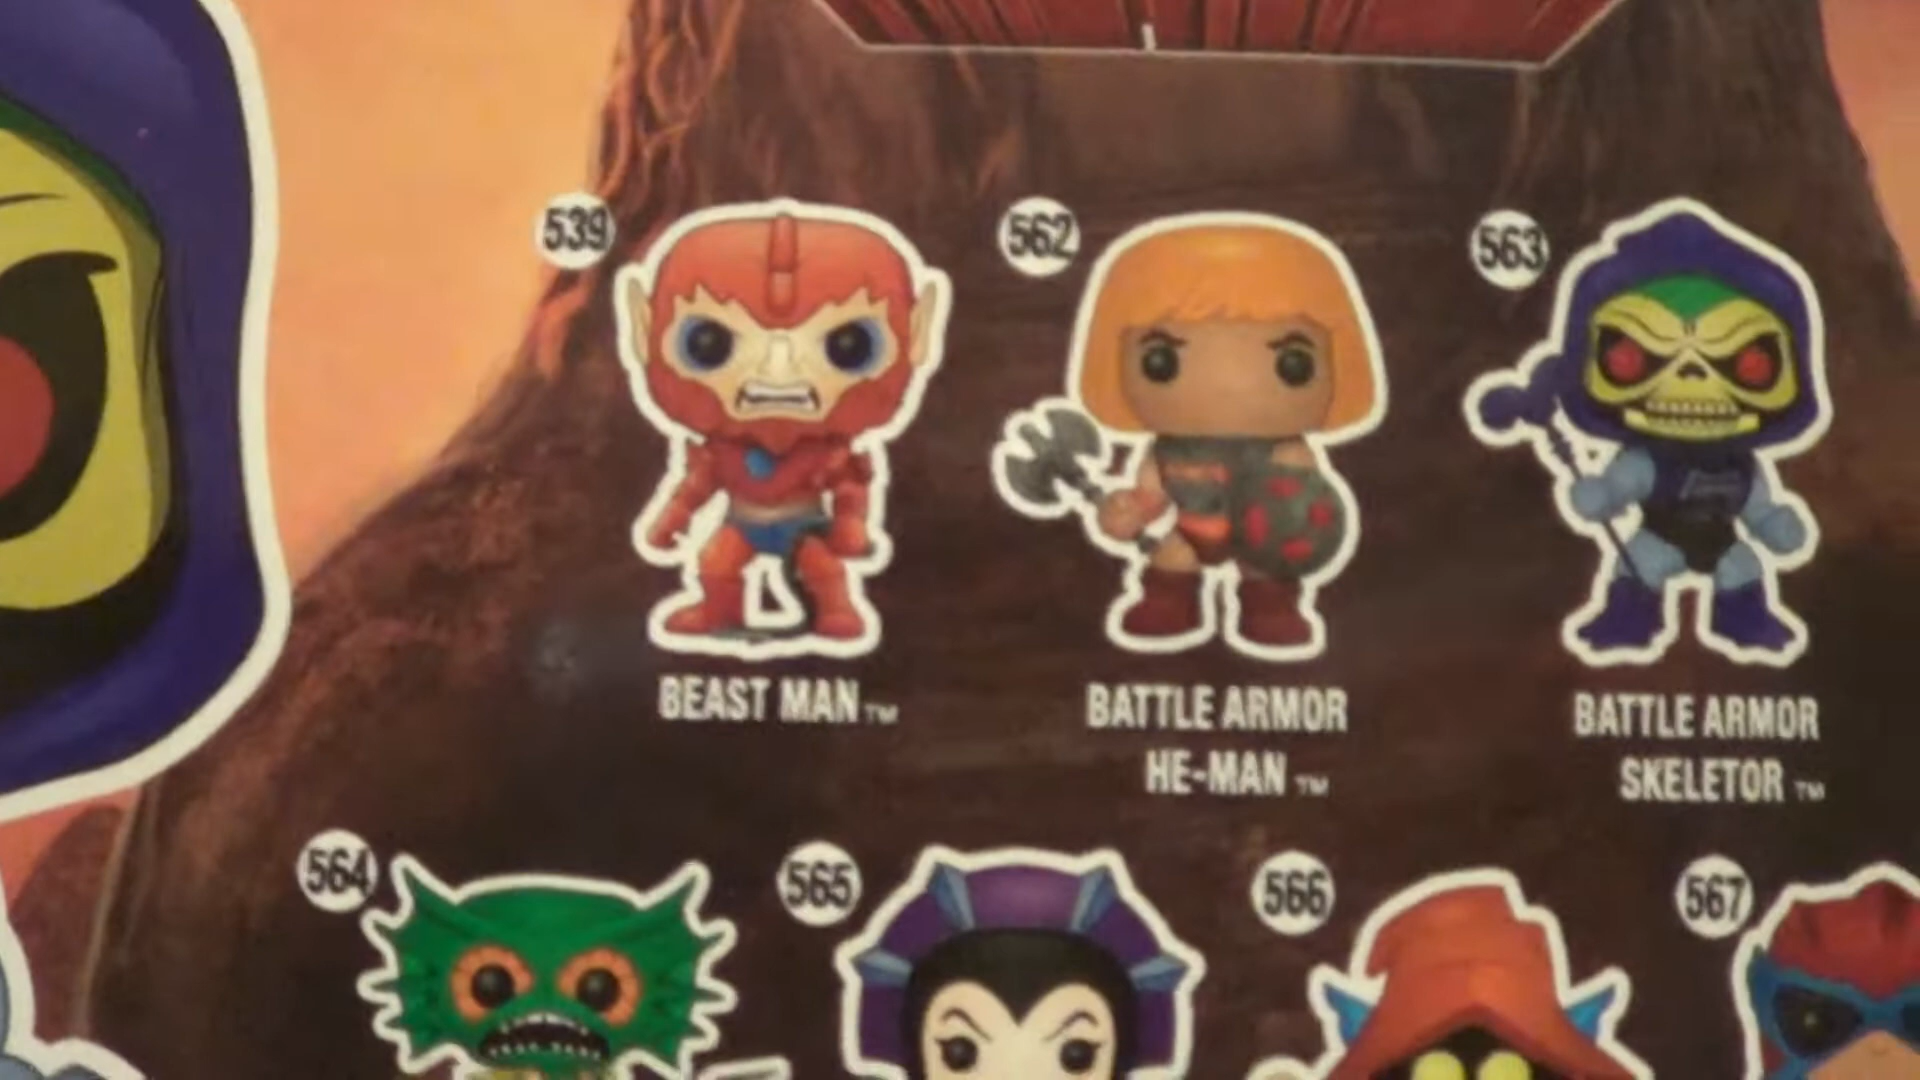 539
562
563
BEAST MAN™
BATTLE ARMOR
HE-MAN™
BATTLE ARMOR
SKELETOR™
564
565
566
567